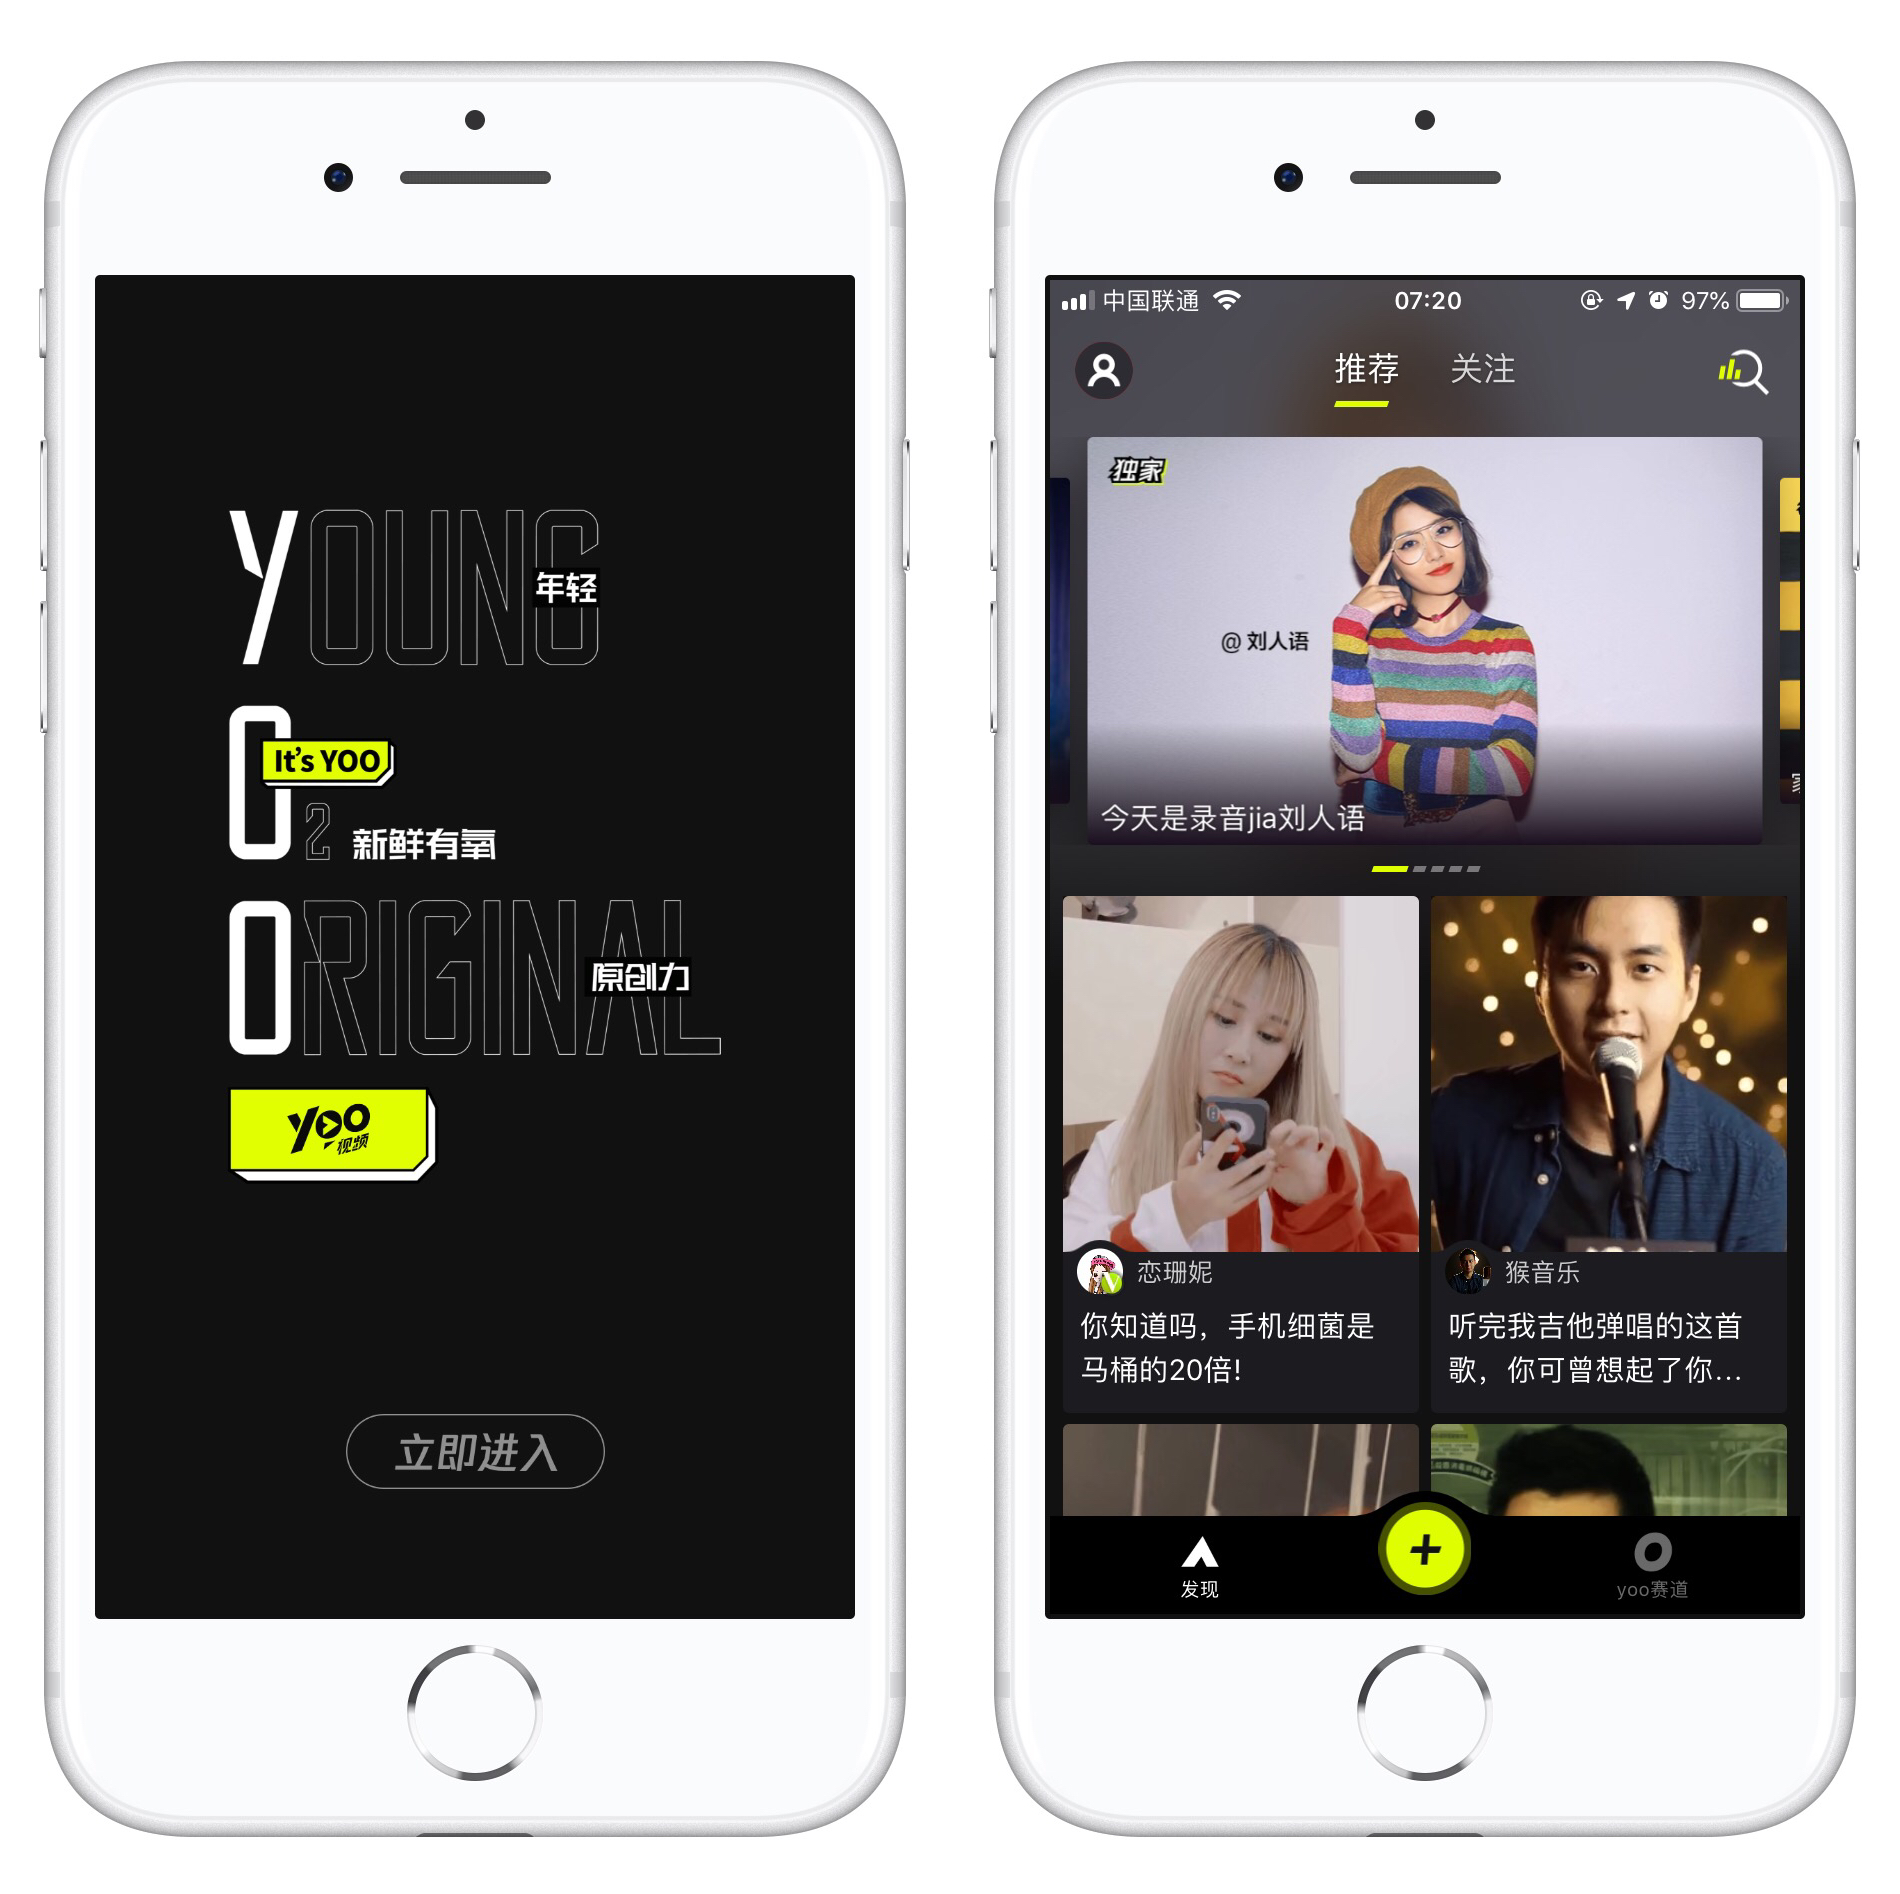 YOUNG
年轻
It's YOO
O2 新鲜有氧
ORIGINAL
原创力
yoo
视频
立即进入
中国联通 07:20 97%
推荐 关注
独家
@ 刘人语
今天是录音jia刘人语
恋珊妮
你知道吗，手机细菌是
马桶的20倍！
猴音乐
听完我吉他弹唱的这首
歌，你可曾想起了你...
发现
+
yoo赛道